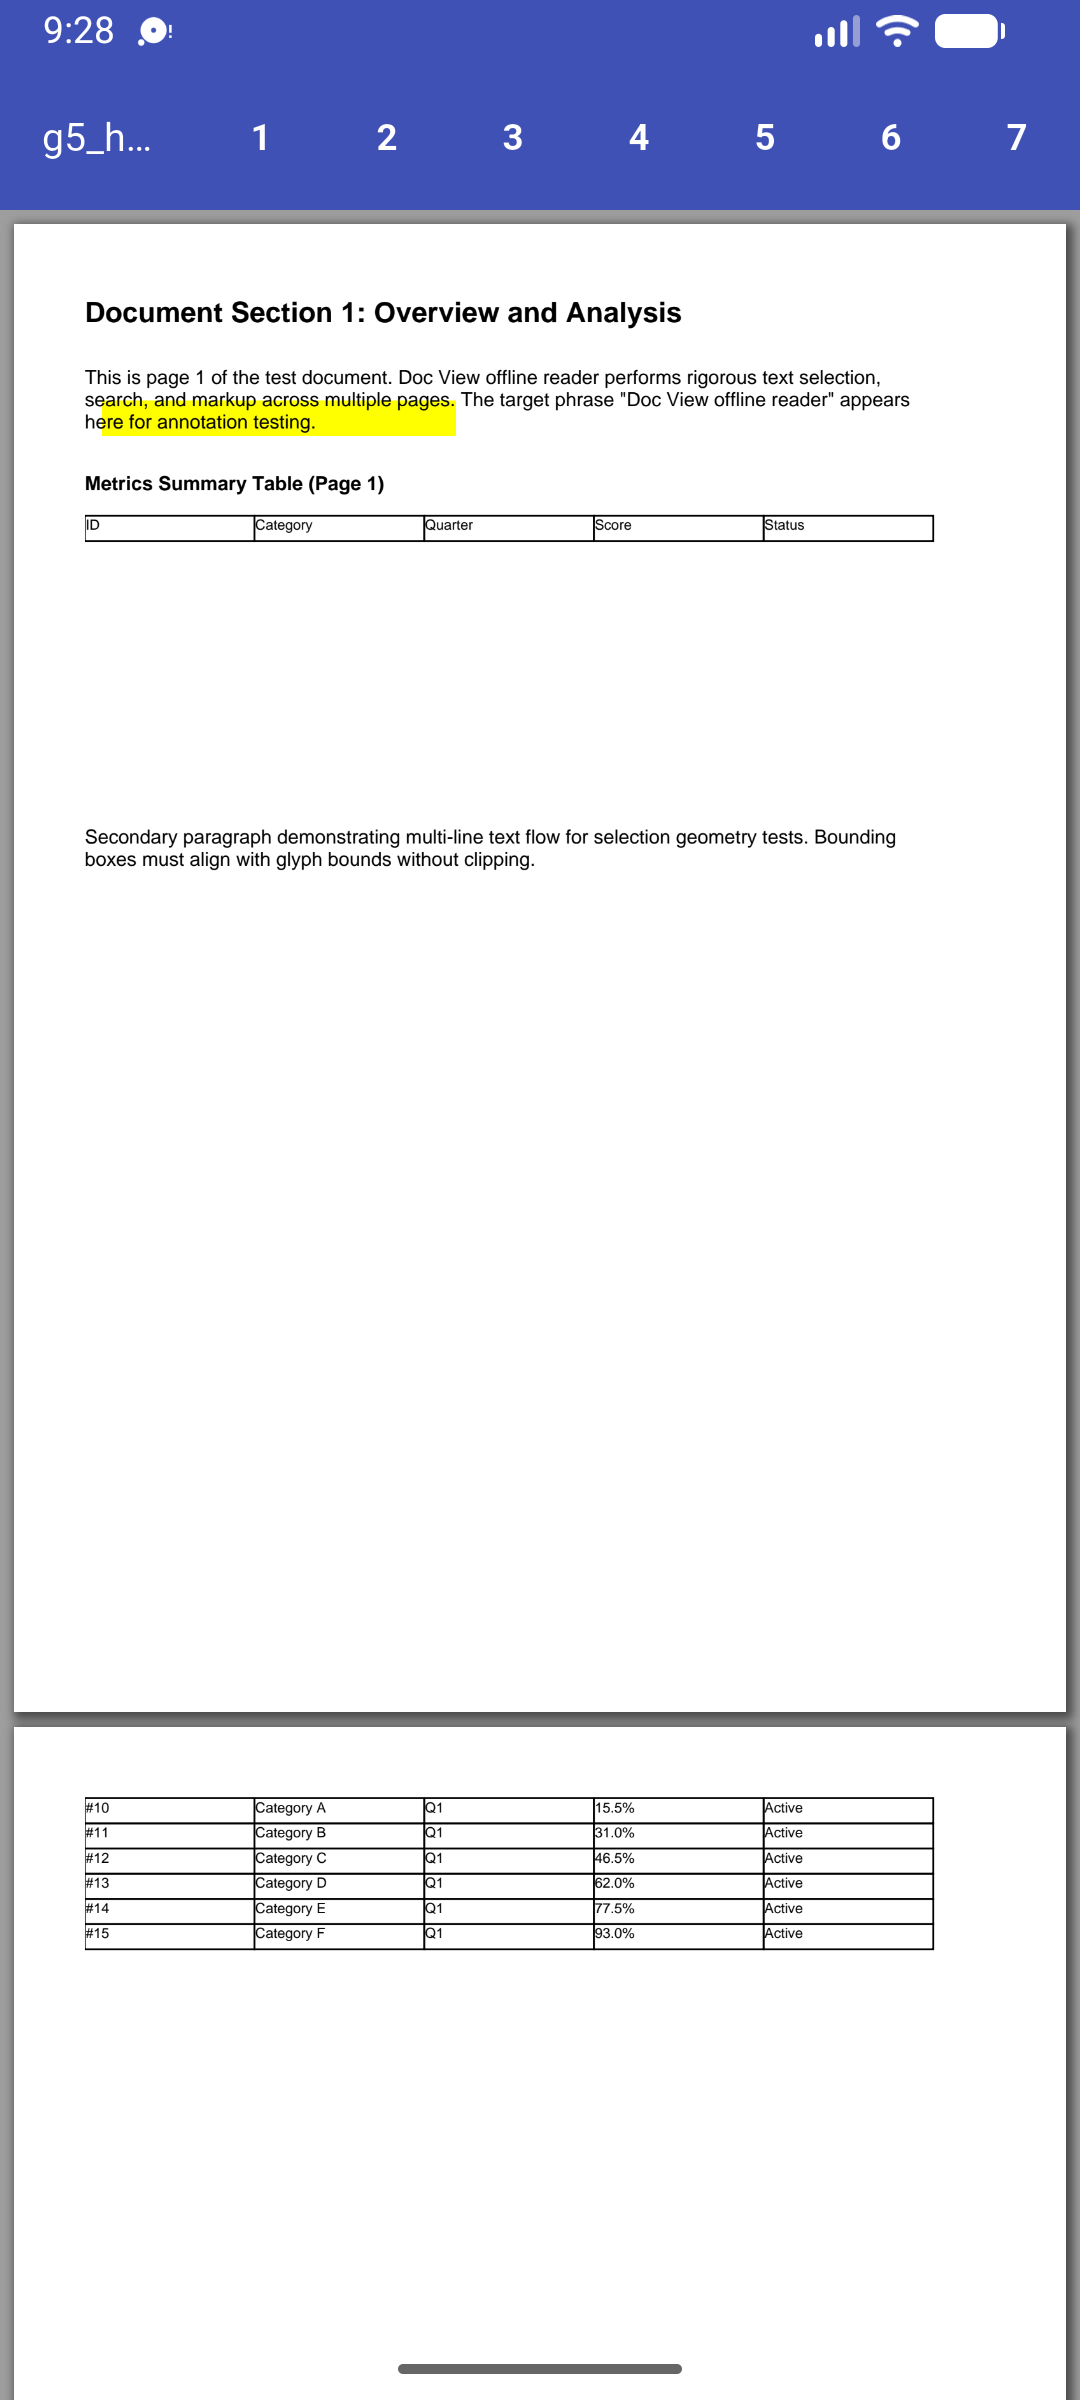 9:28
g5_h... 1 2 3 4 5 6 7
Document Section 1: Overview and Analysis
This is page 1 of the test document. Doc View offline reader performs rigorous text selection,
search, and markup across multiple pages. The target phrase "Doc View offline reader" appears
here for annotation testing.
Metrics Summary Table (Page 1)
ID Category Quarter Score Status
Secondary paragraph demonstrating multi-line text flow for selection geometry tests. Bounding
boxes must align with glyph bounds without clipping.
#10 Category A Q1 15.5% Active
#11 Category B Q1 31.0% Active
#12 Category C Q1 46.5% Active
#13 Category D Q1 62.0% Active
#14 Category E Q1 77.5% Active
#15 Category F Q1 93.0% Active